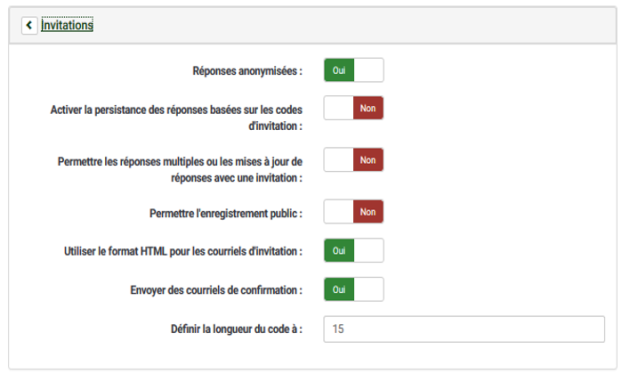 Invitations
Réponses anonymisées : Oui
Activer la persistance des réponses basées sur les codes
d'invitation : Non
Permettre les réponses multiples ou les mises à jour de
réponses avec une invitation : Non
Permettre l'enregistrement public : Non
Utiliser le format HTML pour les courriels d'invitation : Oui
Envoyer des courriels de confirmation : Oui
Définir la longueur du code à : 15